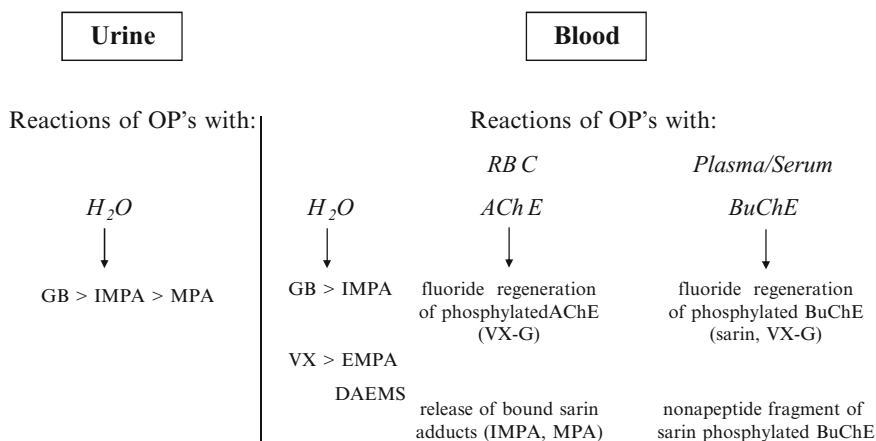 Urine
Blood
Reactions of OP's with:
Reactions of OP's with:
RBC
Plasma/Serum
H2O
H2O
AChE
BuChE
GB > IMPA > MPA
GB > IMPA
fluoride regeneration
of phosphylatedAChE
(VX-G)
fluoride regeneration
of phosphylated BuChE
(sarin, VX-G)
VX > EMPA
DAEMS
release of bound sarin
adducts (IMPA, MPA)
nonapeptide fragment of
sarin phosphylated BuChE